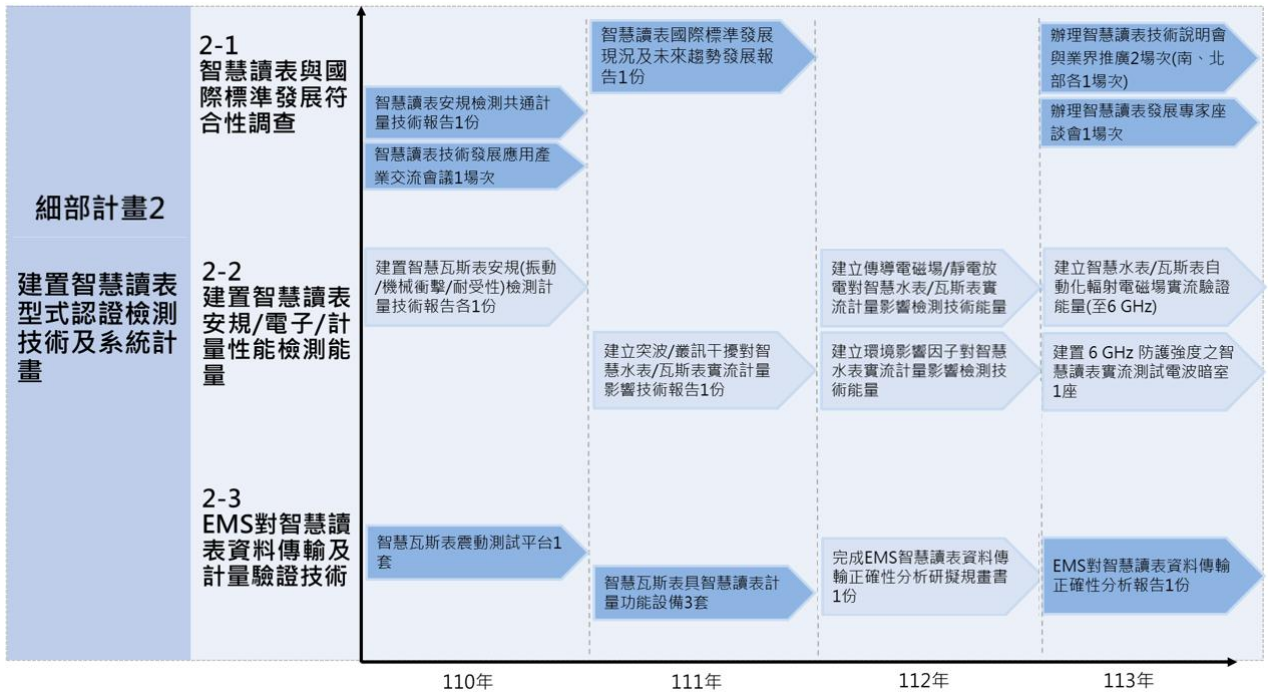 細部計畫2
建置智慧讀表
型式認證檢測
技術及系統計
畫
2-1
智慧讀表與國
際標準發展符
合性調查
智慧讀表安規檢測共通計
量技術報告1份
智慧讀表技術發展應用產
業交流會議1場次
智慧讀表國際標準發展
現況及未來趨勢發展報
告1份
辦理智慧讀表技術說明會
與業界推廣2場次(南、北
部各1場次)
辦理智慧讀表發展專家座
談會1場次
2-2
建置智慧讀表
安規/電子/計
量性能檢測能
量
建置智慧瓦斯表安規(振動
/機械衝擊/耐受性)檢測計
量技術報告各1份
建立突波/叢訊干擾對智
慧水表/瓦斯表實流計量
影響技術報告1份
建立傳導電磁場/靜電放
電對智慧水表/瓦斯表實
流計量影響檢測技術能量
建立環境影響因子對智慧
水表實流計量影響檢測技
術能量
建立智慧水表/瓦斯表自
動化輻射電磁場實流驗證
能量(至6 GHz)
建置 6 GHz 防護強度之智
慧讀表實流測試電波暗室
1座
2-3
EMS對智慧讀
表資料傳輸及
計量驗證技術
智慧瓦斯表震動測試平台1
套
智慧瓦斯表具智慧讀表計
量功能設備3套
完成EMS智慧讀表資料傳
輸正確性分析研擬規畫書
1份
EMS對智慧讀表資料傳輸
正確性分析報告1份
110年
111年
112年
113年